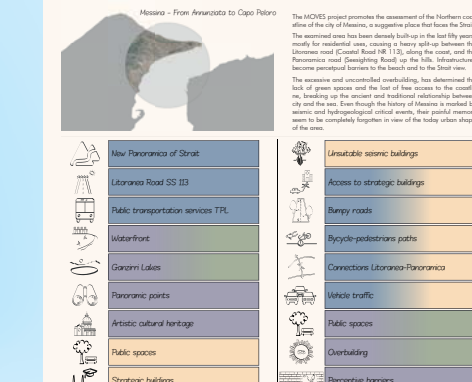 Messina – From Annunziata to Capo Peloro
The MOVES project promotes the assessment of the Northern coa
stline of the city of Messina, a suggestive place that faces the Strai
The examined area has been densely built-up in the last fifty year
mostly for residential uses, causing a heavy split-up between th
Litoranea road (Coastal Road NR 113), along the coast, and th
Panoramica road (Seesighting Road) up the hills. Infrastructure
become perceptual barriers to the beach and to the Strait view.
The excessive and uncontrolled overbuilding, has determined th
lack of green spaces and the lost of free access to the coastli
ne, breaking up the ancient and traditional relationship betwee
city and the sea. Even though the history of Messina is marked b
seismic and hydrogeological critical events, their painful memor
seem to be completely forgotten in view of the today urban shap
of the area.
New Panoramica of Strait
Litoranea Road SS 113
Public transportation services TPL
Waterfront
Ganzirri Lakes
Panoramic points
Artistic cultural heritage
Public spaces
Strategic buildings
Unsuitable seismic buildings
Access to strategic buildings
Bumpy roads
Bycycle-pedestrians paths
Connections Litoranea-Panoramica
Vehicle traffic
Public spaces
Overbuilding
Perceptive barriers